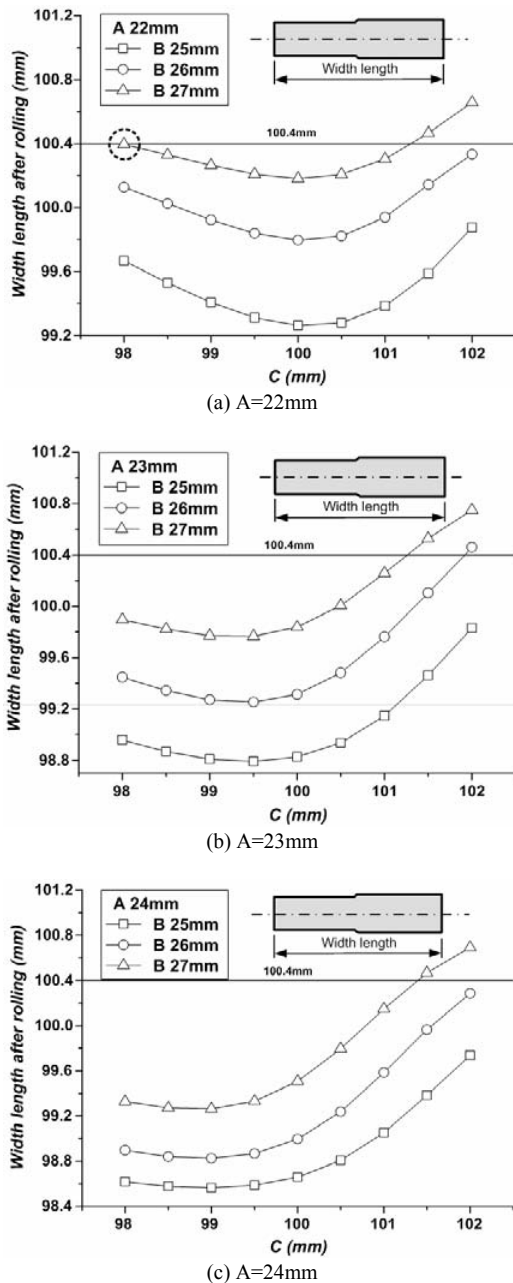 101.2
100.8
100.4
100.0
99.6
99.2
Width length after rolling (mm)
A 22mm
B 25mm
B 26mm
B 27mm
Width length
100.4mm
98 99 100 101 102
C (mm)
(a) A=22mm
101.2
100.8
100.4
100.0
99.6
99.2
98.8
Width length after rolling (mm)
A 23mm
B 25mm
B 26mm
B 27mm
Width length
100.4mm
98 99 100 101 102
C (mm)
(b) A=23mm
101.2
100.8
100.4
100.0
99.6
99.2
98.8
98.4
Width length after rolling (mm)
A 24mm
B 25mm
B 26mm
B 27mm
Width length
100.4mm
98 99 100 101 102
C (mm)
(c) A=24mm